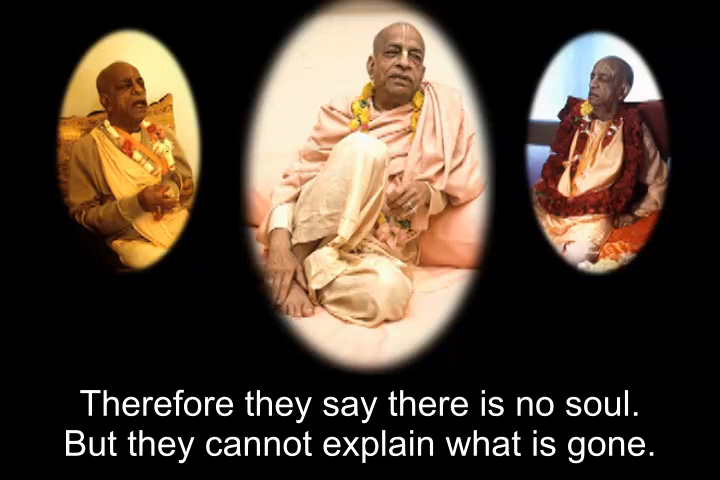 Therefore they say there is no soul.
But they cannot explain what is gone.